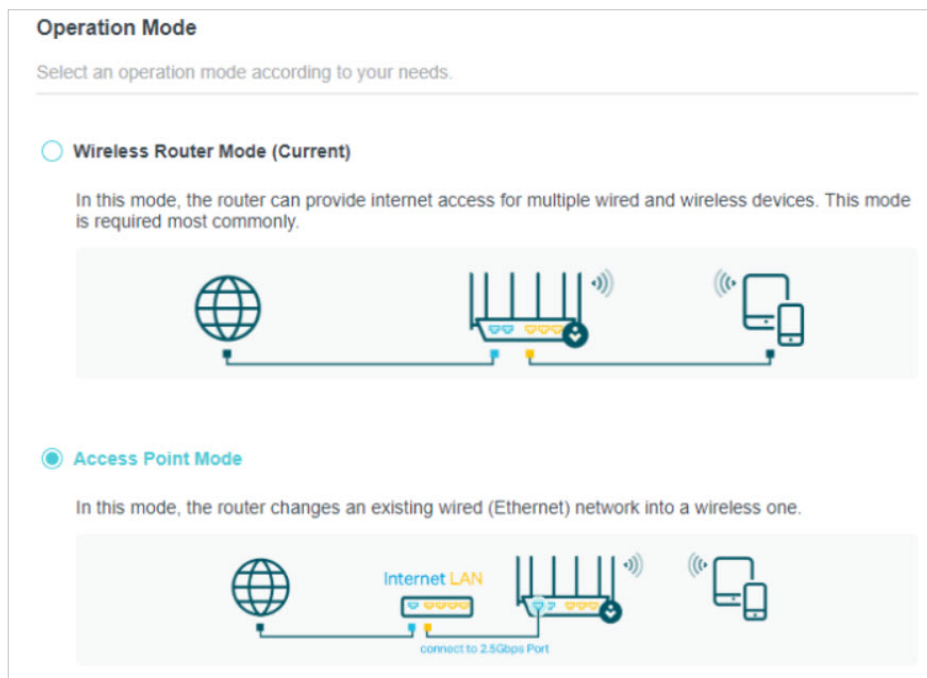 Operation Mode
Select an operation mode according to your needs.
Wireless Router Mode (Current)
In this mode, the router can provide internet access for multiple wired and wireless devices. This mode
is required most commonly.
Access Point Mode
In this mode, the router changes an existing wired (Ethernet) network into a wireless one.
Internet LAN
connect to 2.5Gbps Port